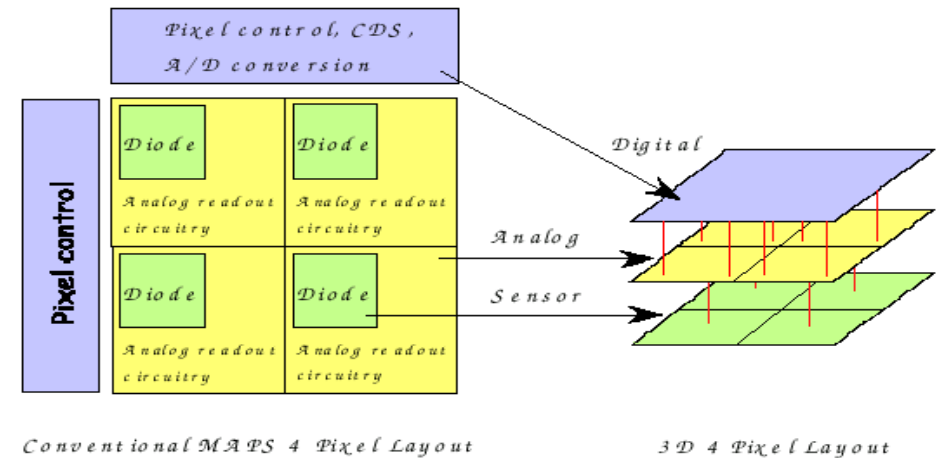 Pixel control, CDS,
A/D conversion
Pixel control
Diode
Diode
Analog readout
circuitry
Analog readout
circuitry
Diode
Diode
Analog readout
circuitry
Analog readout
circuitry
Digital
Analog
Sensor
Conventional MAPS 4 Pixel Layout
3D 4 Pixel Layout